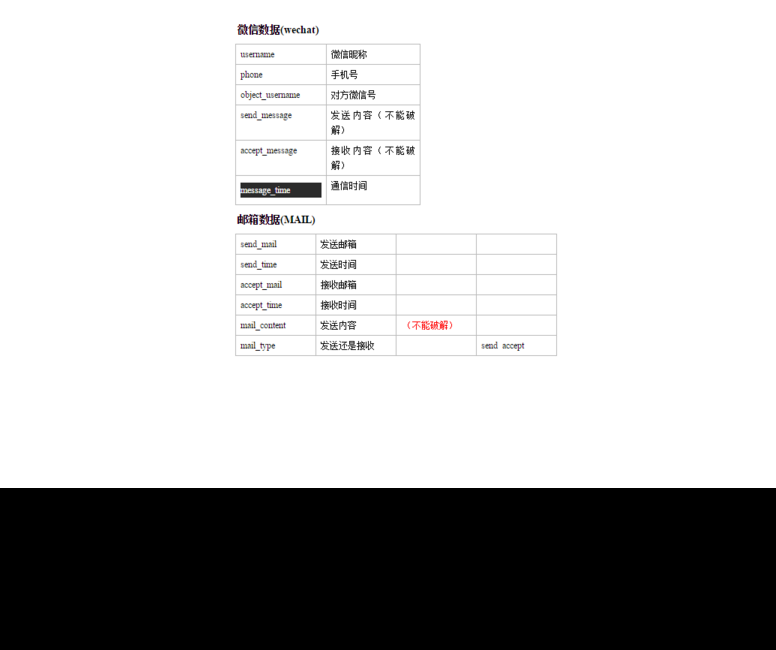 微信数据(wechat)
username 微信昵称
phone 手机号
object_username 对方微信号
send_message 发送内容（不能破
解）
accept_message 接收内容（不能破
解）
message_time 通信时间
邮箱数据(MAIL)
send_mail 发送邮箱
send_time 发送时间
accept_mail 接收邮箱
accept_time 接收时间
mail_content 发送内容 （不能破解）
mail_type 发送还是接收 send accept